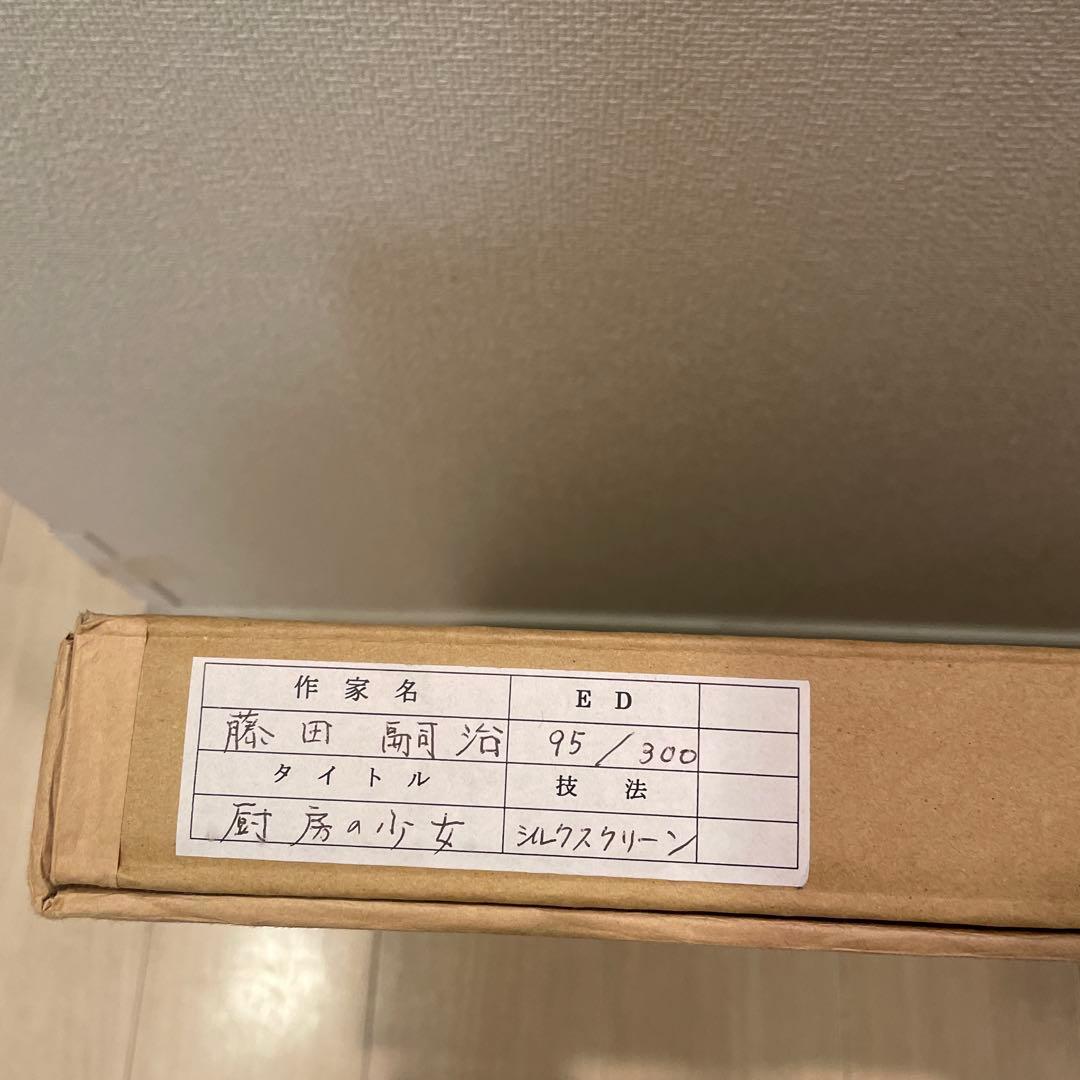 作家名 ED
藤田 嗣治 95/300
タイトル 技法
厨房の少女 シルクスクリーン